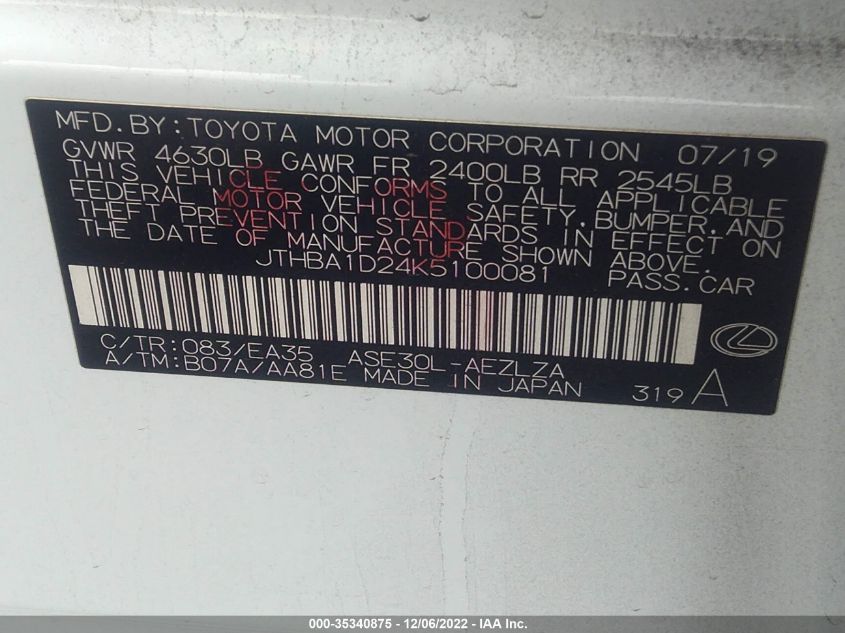 MFD. BY: TOYOTA MOTOR CORPORATION 07/19
GVWR 4630LB GAWR FR 2400LB RR 2545LB
THIS VEHICLE CONFORMS TO ALL APPLICABLE
FEDERAL MOTOR VEHICLE SAFETY, BUMPER, AND
THEFT PREVENTION STANDARDS IN EFFECT ON
THE DATE OF MANUFACTURE SHOWN ABOVE.
JTHBA1D24K5100081 PASS. CAR
C/TR: 083/EA35 ASE30L-AEZLZA
A/TM: B07A/AA81E MADE IN JAPAN 319 A
000-35340875 - 12/06/2022 - IAA Inc.